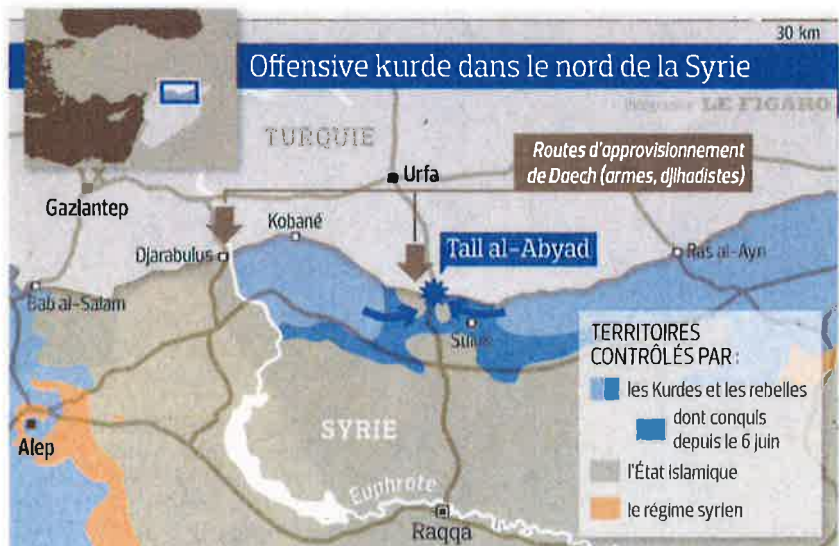 30 km
Offensive kurde dans le nord de la Syrie
LE FIGARO
TURQUIE
Routes d'approvisionnement
de Daech (armes, djihadistes)
Urfa
Gaziantep
Kobané
Djarabulus
Tall al-Abyad
Ras al-Ayn
Bab al-Salam
TERRITOIRES
CONTRÔLÉS PAR :
les Kurdes et les rebelles
dont conquis
depuis le 6 juin
l'État islamique
le régime syrien
Alep
SYRIE
Euphrate
Raqqa